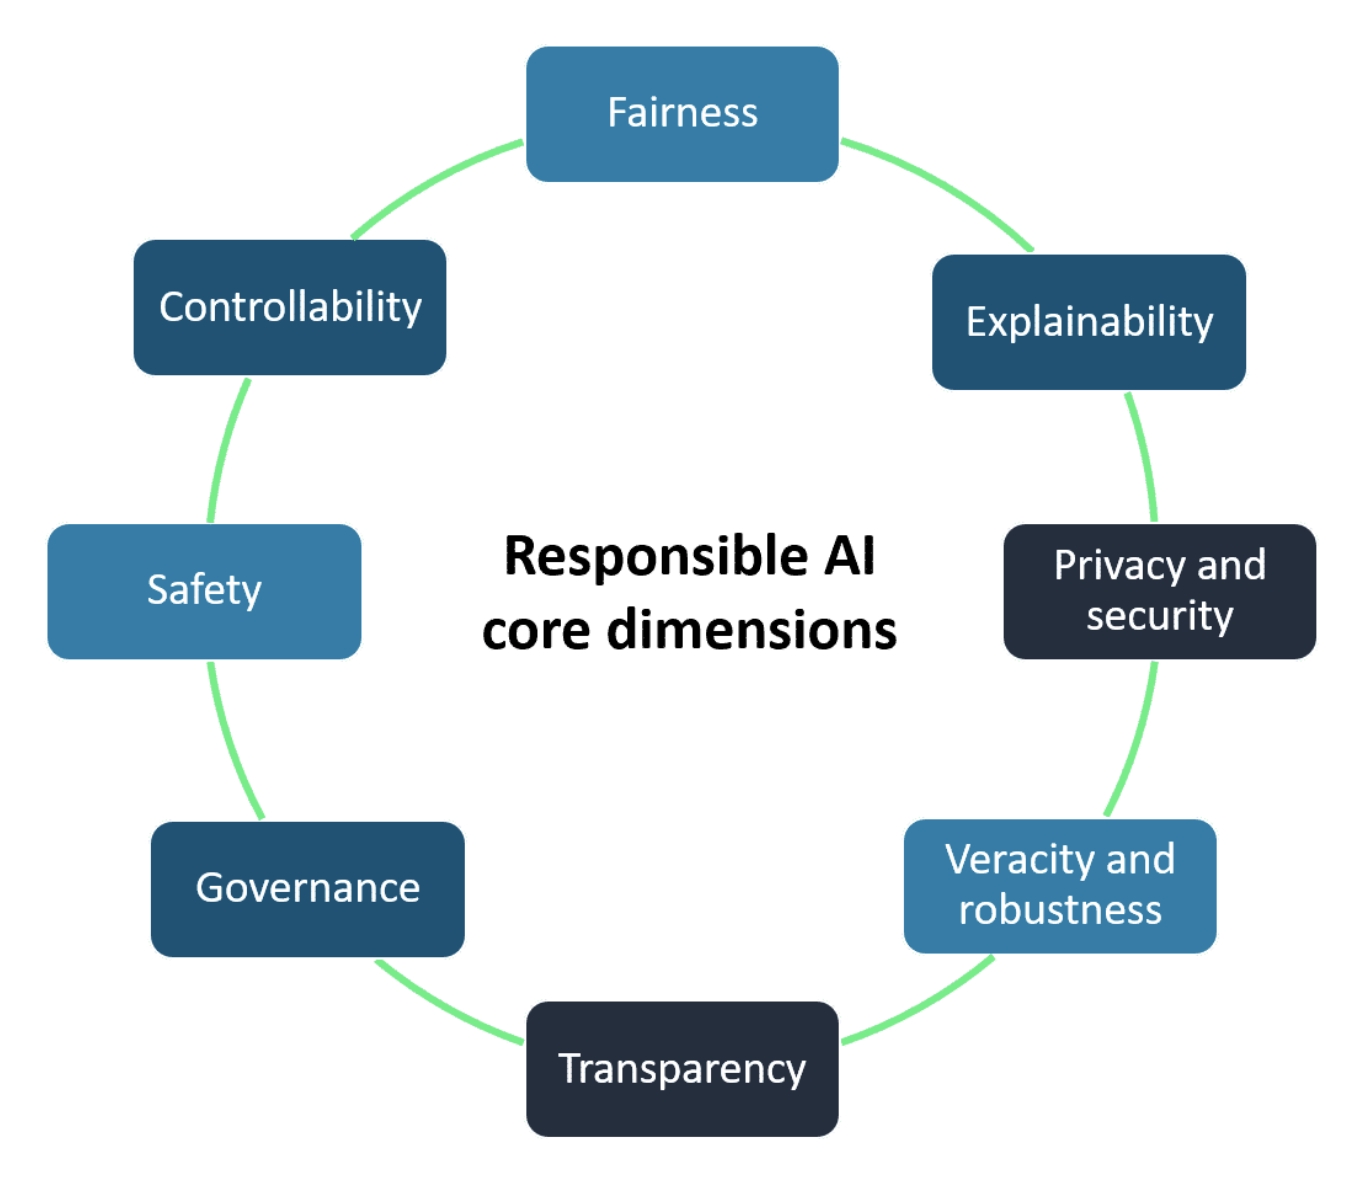 Fairness
Controllability
Explainability
Responsible AI
core dimensions
Privacy and
security
Safety
Veracity and
robustness
Governance
Transparency